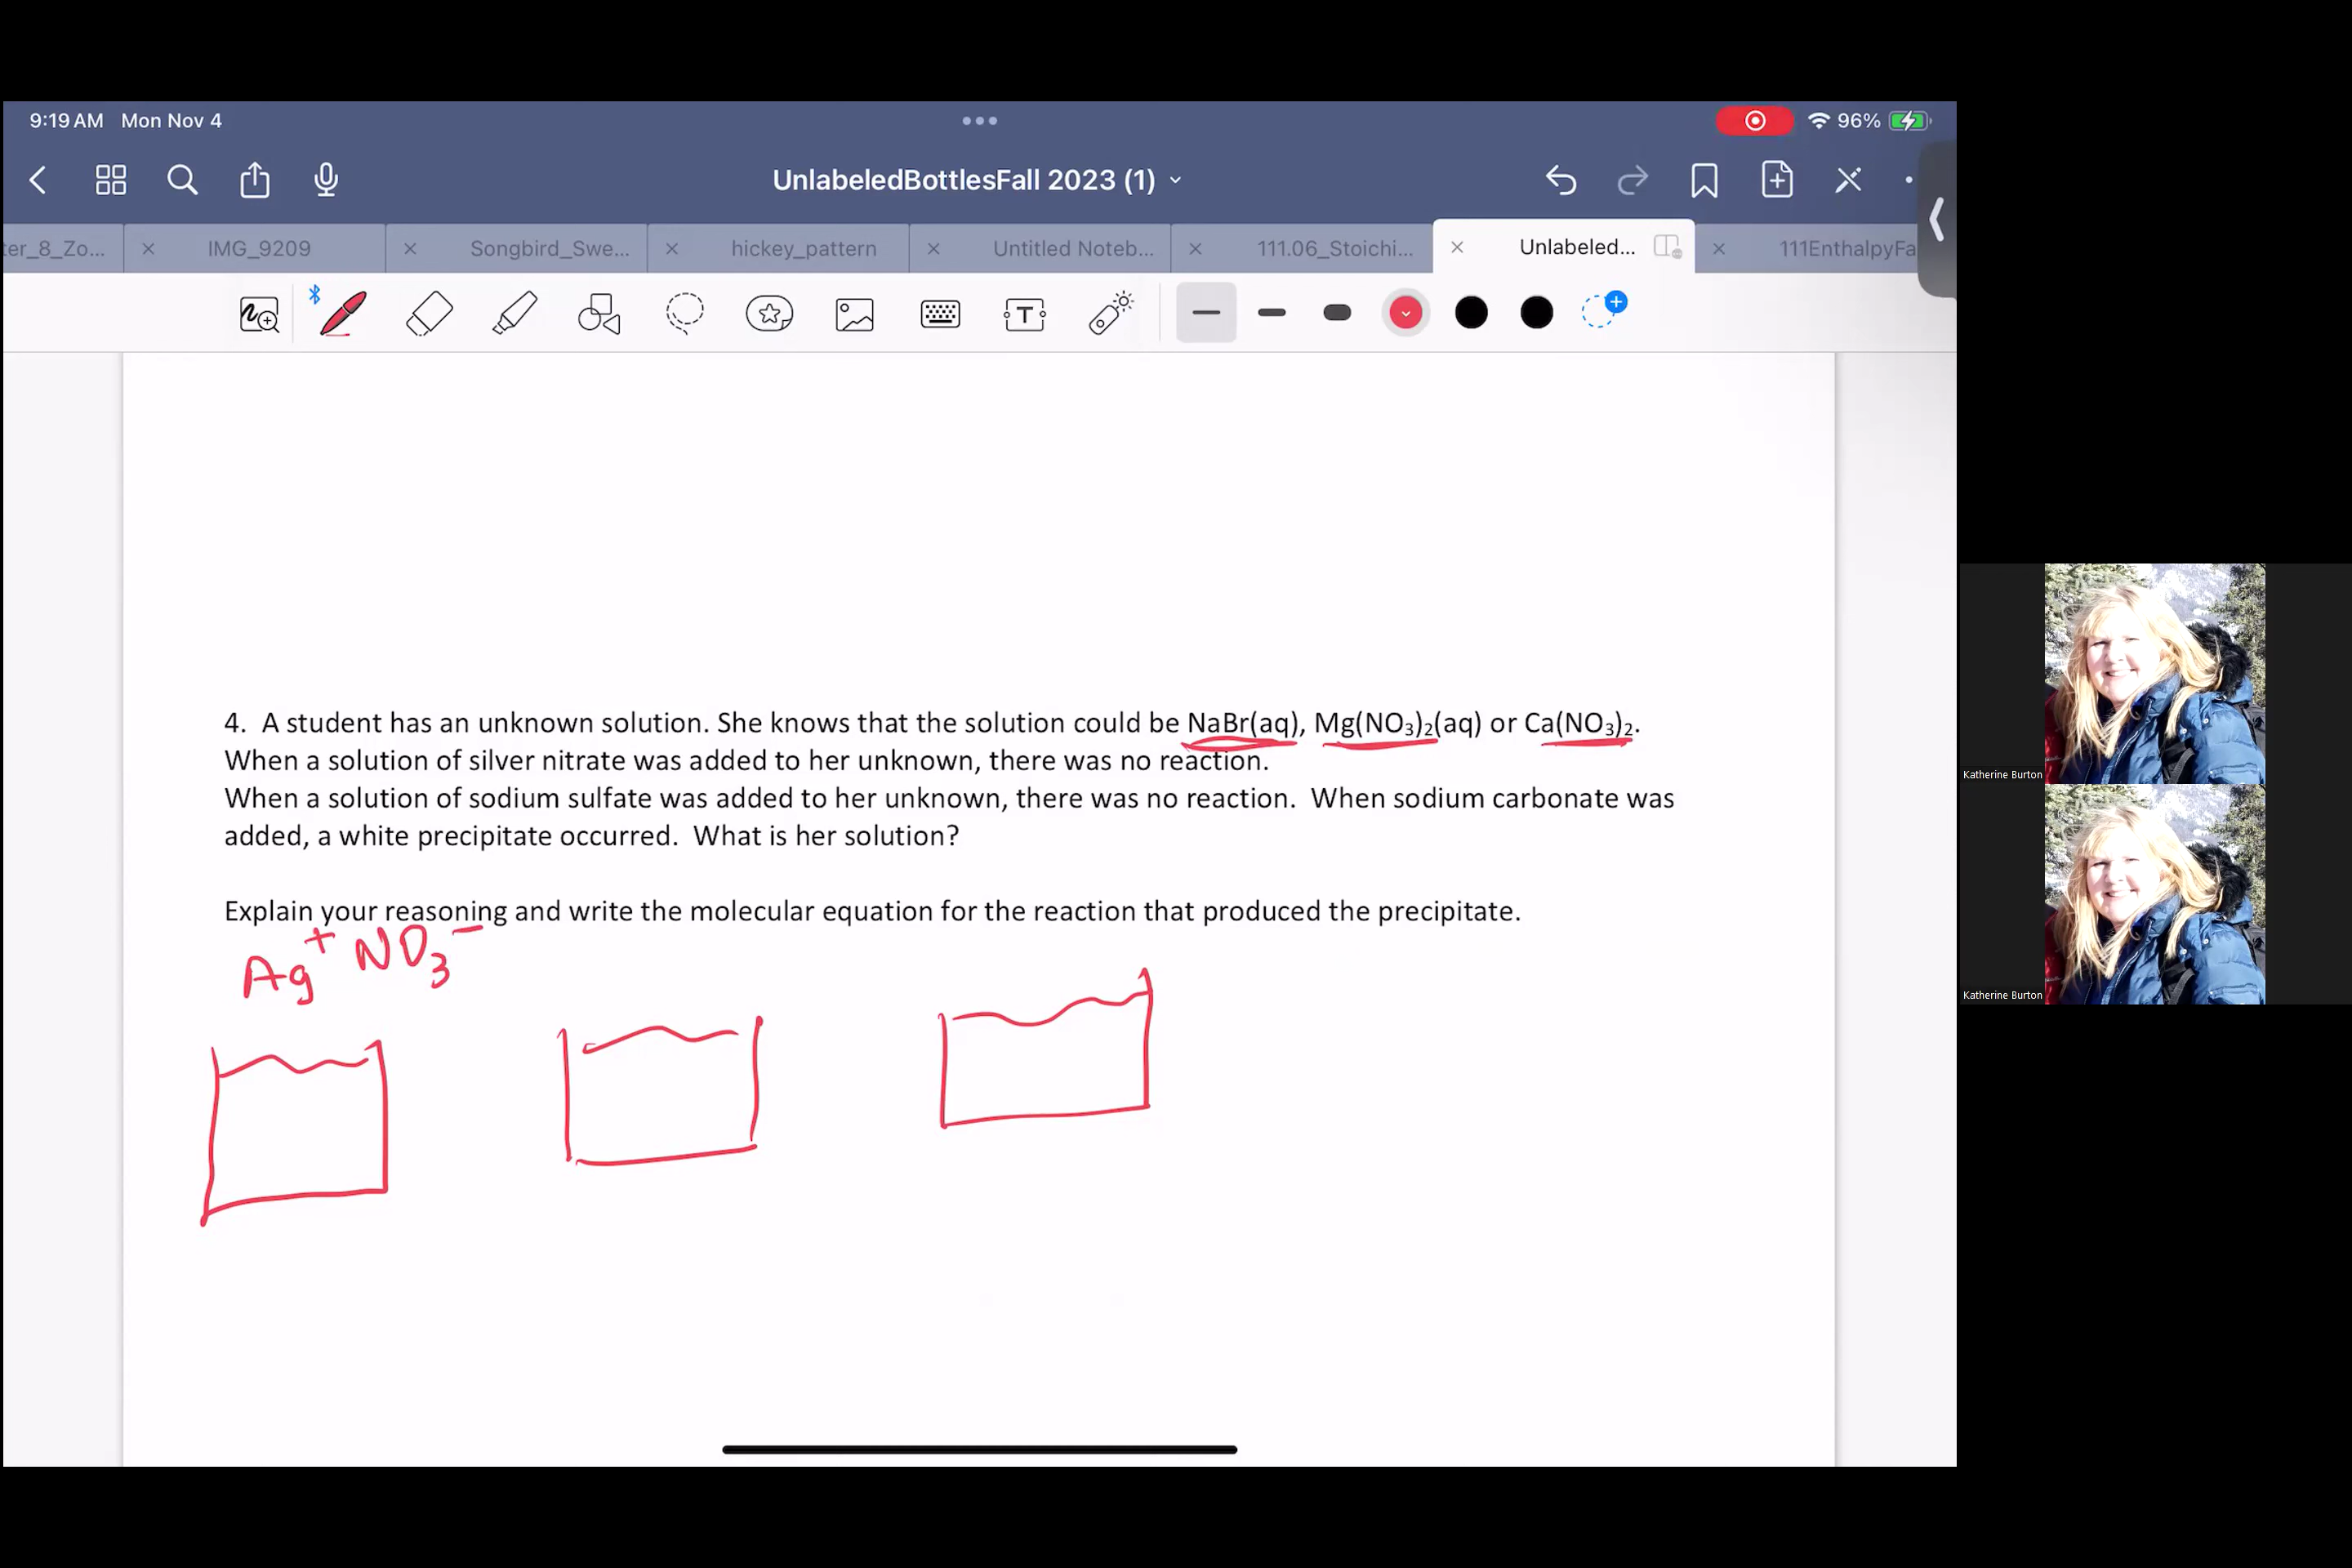 9:19 AM Mon Nov 4
96%
UnlabeledBottlesFall 2023 (1)
ter_8_Zo... IMG_9209 Songbird_Swe... hickey_pattern Untitled Noteb... 111.06_Stoichi... Unlabeled... 111EnthalpyFa
T
4. A student has an unknown solution. She knows that the solution could be NaBr(aq), Mg(NO₃)₂(aq) or Ca(NO₃)₂.
When a solution of silver nitrate was added to her unknown, there was no reaction.
When a solution of sodium sulfate was added to her unknown, there was no reaction. When sodium carbonate was
added, a white precipitate occurred. What is her solution?
Explain your reasoning and write the molecular equation for the reaction that produced the precipitate.
Ag⁺ NO₃⁻
Katherine Burton
Katherine Burton